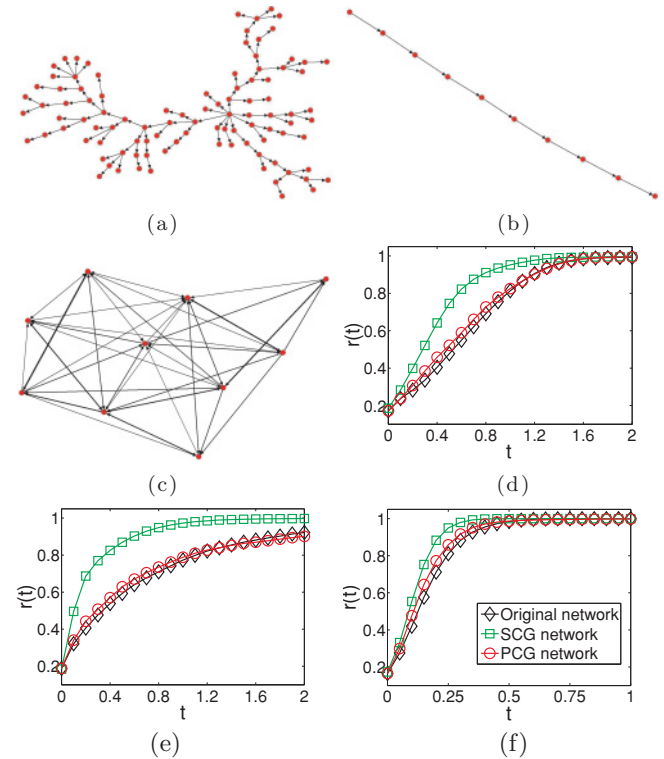 (a)
(b)
(c)
r(t)
1
0.8
0.6
0.4
0.2
0 0.4 0.8 1.2 1.6 2
t
(d)
r(t)
1
0.8
0.6
0.4
0.2
0 0.4 0.8 1.2 1.6 2
t
(e)
r(t)
1
0.8
0.6
0.4
0.2
0 0.25 0.5 0.75 1
t
Original network
SCG network
PCG network
(f)